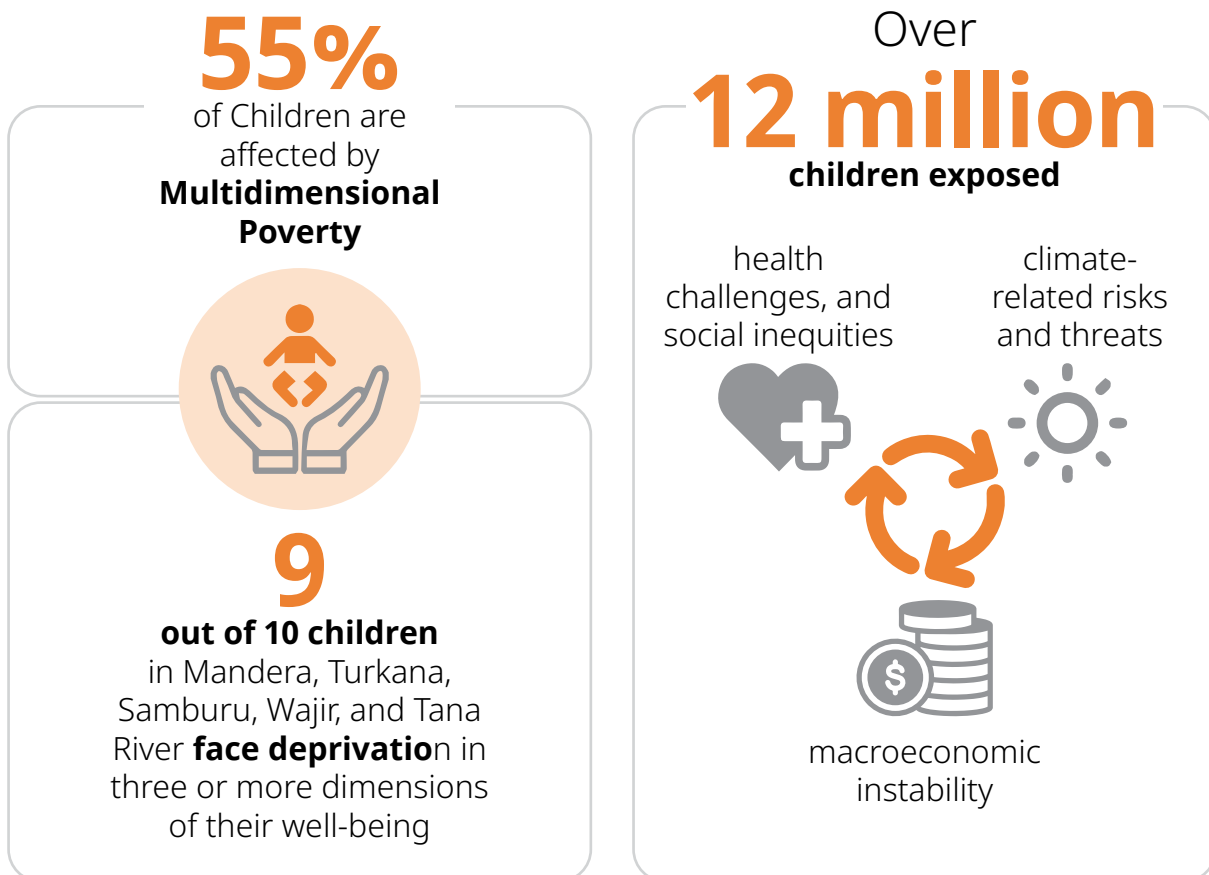 55%
of Children are
affected by
Multidimensional
Poverty
9
out of 10 children
in Mandera, Turkana,
Samburu, Wajir, and Tana
River face deprivation in
three or more dimensions
of their well-being
Over
12 million
children exposed
health
challenges, and
social inequities
climate-
related risks
and threats
$
macroeconomic
instability